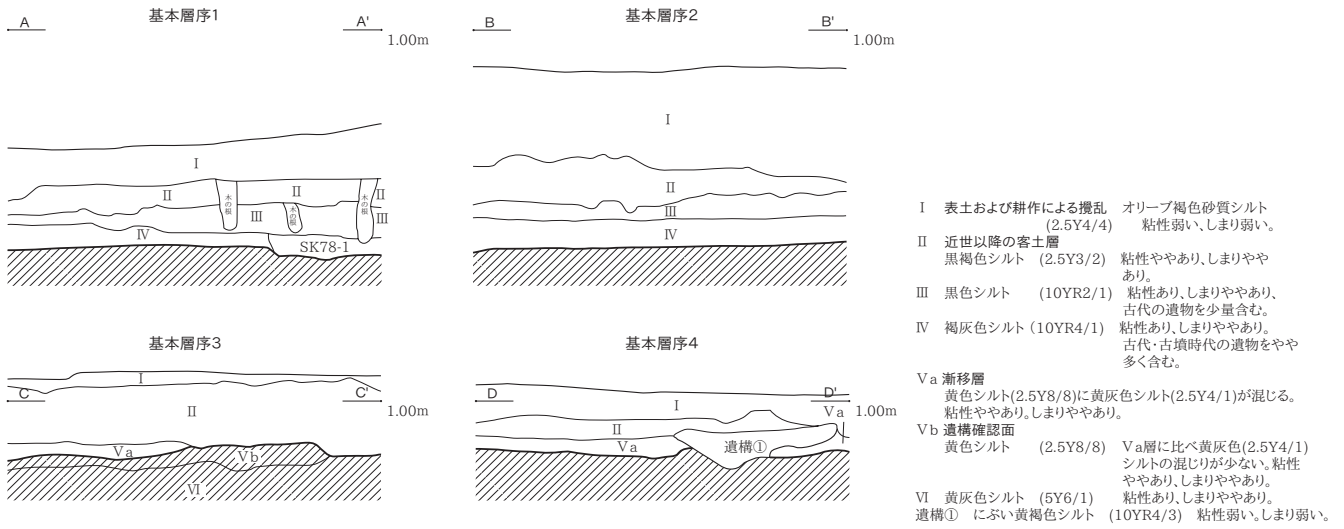 基本層序1
A A'
1.00m
I
II II II
木の根 木の根 木の根
III III
IV
SK78-1
基本層序2
B B'
1.00m
I
II
III
IV
基本層序3
C C'
1.00m
I
II
Va
Vb
VI
基本層序4
D D'
1.00m
I
Va
II
Va
遺構①
I 表土および耕作による攪乱 オリーブ褐色砂質シルト
(2.5Y4/4) 粘性弱い、しまり弱い。
II 近世以降の客土層
黒褐色シルト (2.5Y3/2) 粘性ややあり、しまりやや
あり。
III 黒色シルト (10YR2/1) 粘性あり、しまりややあり、
古代の遺物を少量含む。
IV 褐灰色シルト(10YR4/1) 粘性あり、しまりややあり。
古代・古墳時代の遺物をやや
多く含む。
Va 漸移層
黄色シルト(2.5Y8/8)に黄灰色シルト(2.5Y4/1)が混じる。
粘性ややあり。しまりややあり。
Vb 遺構確認面
黄色シルト (2.5Y8/8) Va層に比べ黄灰色(2.5Y4/1)
シルトの混じりが少ない。粘性
ややあり、しまりややあり。
VI 黄灰色シルト (5Y6/1) 粘性あり、しまりややあり。
遺構① にぶい黄褐色シルト (10YR4/3) 粘性弱い。しまり弱い。